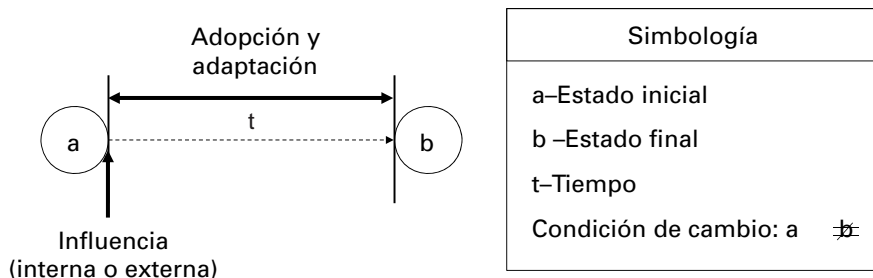 Adopción y
adaptación
t
a
b
Influencia
(interna o externa)
Simbología
a–Estado inicial
b –Estado final
t–Tiempo
Condición de cambio: a ≠ b